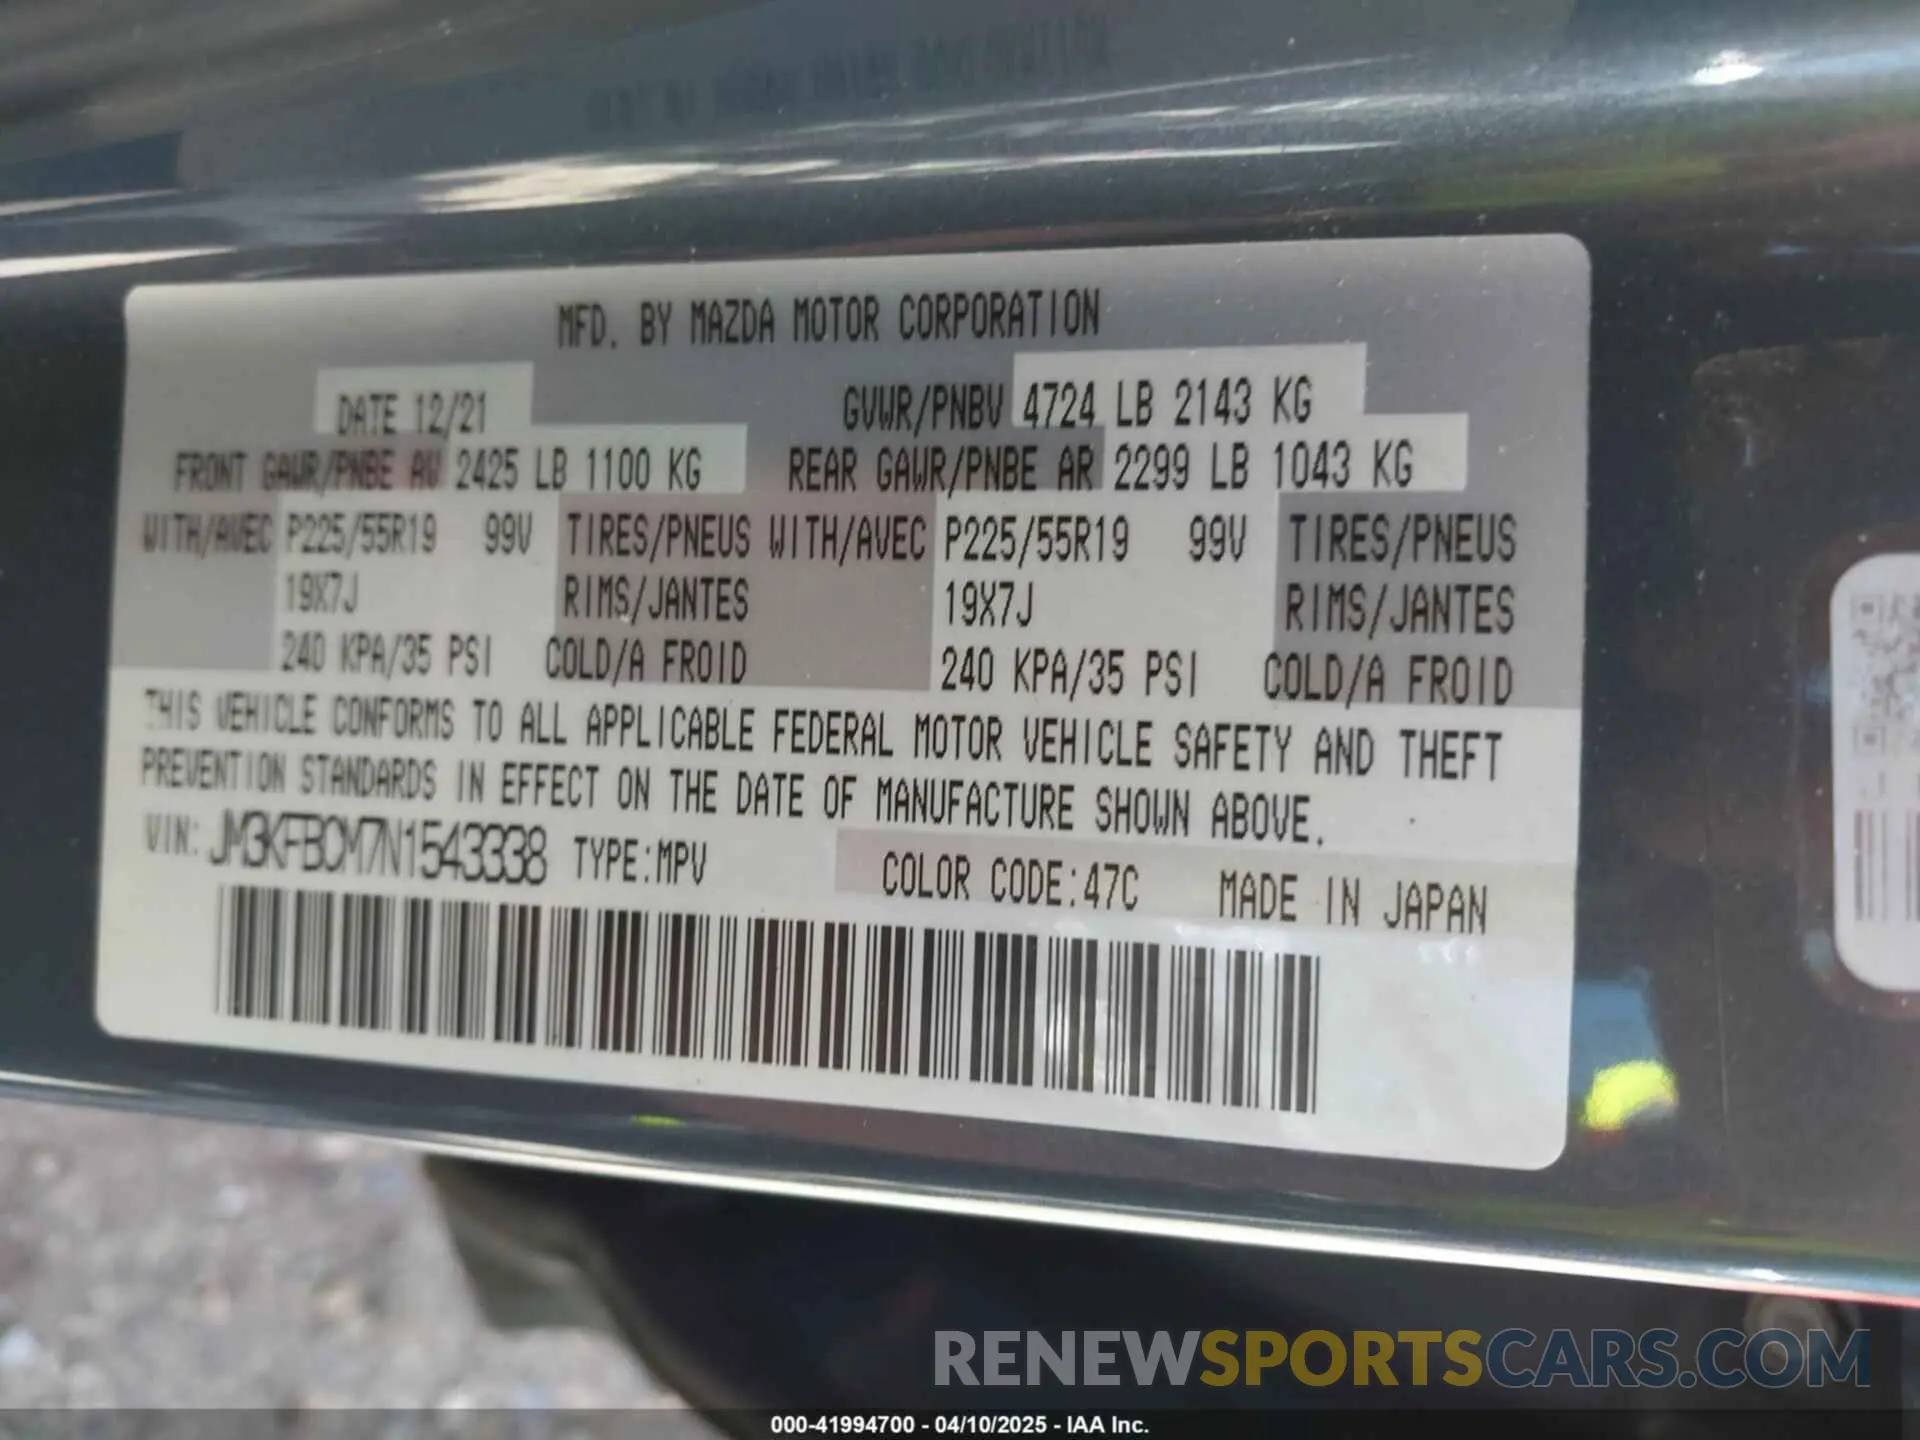 MFD. BY MAZDA MOTOR CORPORATION
DATE 12/21 GVWR/PNBV 4724 LB 2143 KG
FRONT GAWR/PNBE AV 2425 LB 1100 KG REAR GAWR/PNBE AR 2299 LB 1043 KG
WITH/AVEC P225/55R19 99V TIRES/PNEUS WITH/AVEC P225/55R19 99V TIRES/PNEUS
19X7J RIMS/JANTES 19X7J RIMS/JANTES
240 KPA/35 PSI COLD/A FROID 240 KPA/35 PSI COLD/A FROID
THIS VEHICLE CONFORMS TO ALL APPLICABLE FEDERAL MOTOR VEHICLE SAFETY AND THEFT
PREVENTION STANDARDS IN EFFECT ON THE DATE OF MANUFACTURE SHOWN ABOVE.
VIN: JM3KFBCM7N1543338 TYPE:MPV COLOR CODE:47C MADE IN JAPAN
RENEWSPORTSCARS.COM
000-41994700 - 04/10/2025 - IAA Inc.